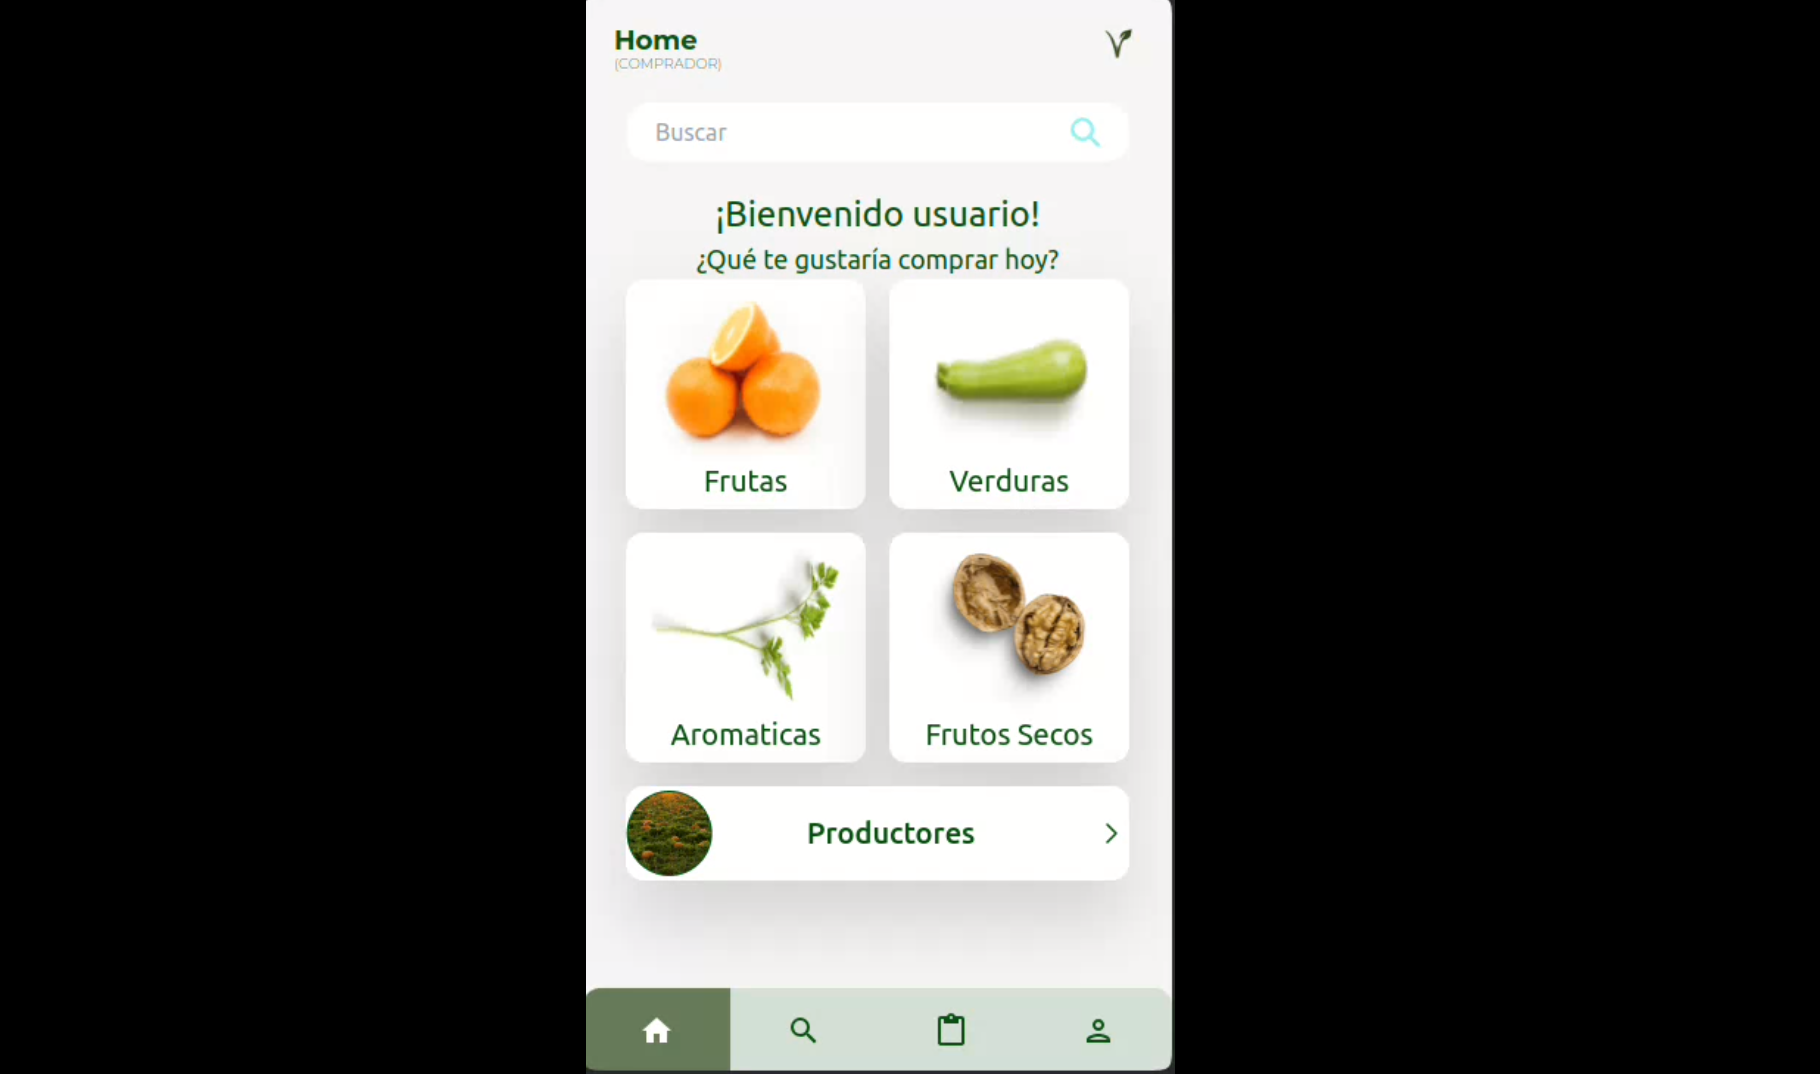 Home
(COMPRADOR)
Buscar
¡Bienvenido usuario!
¿Qué te gustaría comprar hoy?
Frutas
Verduras
Aromaticas
Frutos Secos
Productores